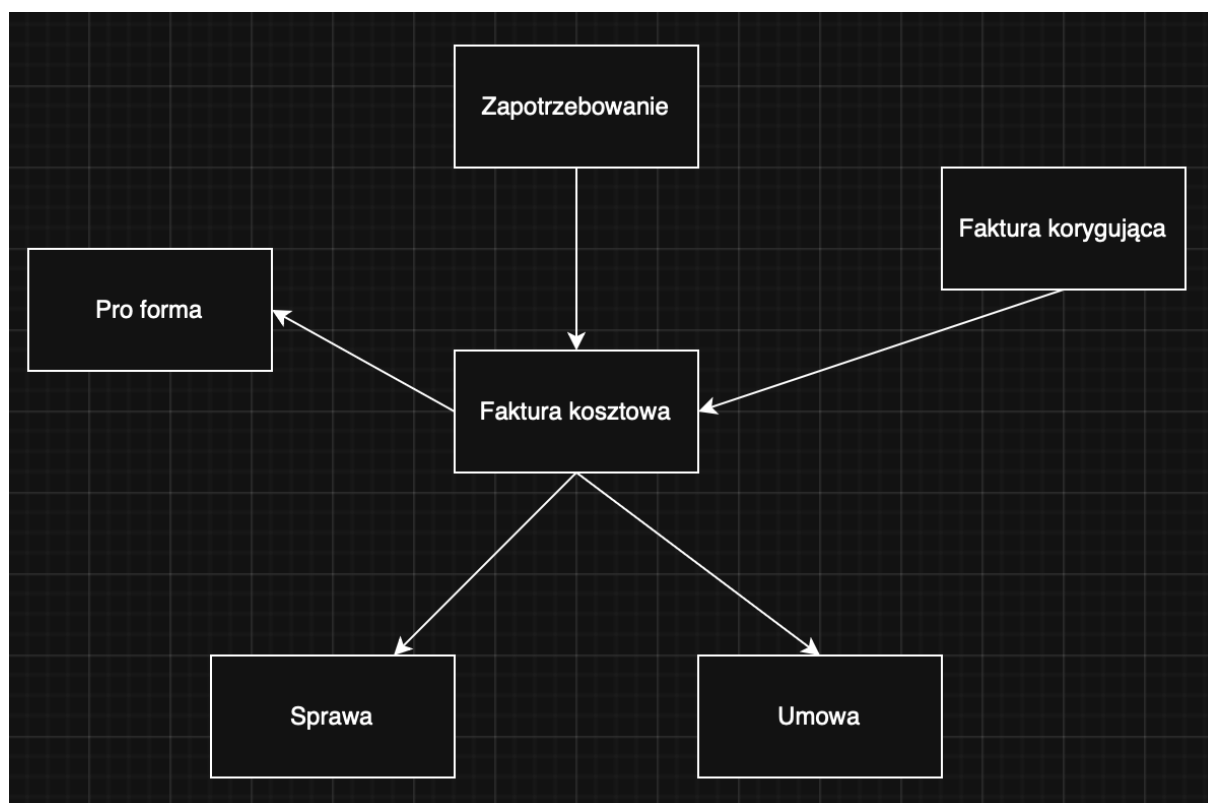 Zapotrzebowanie
Faktura korygująca
Pro forma
Faktura kosztowa
Sprawa
Umowa